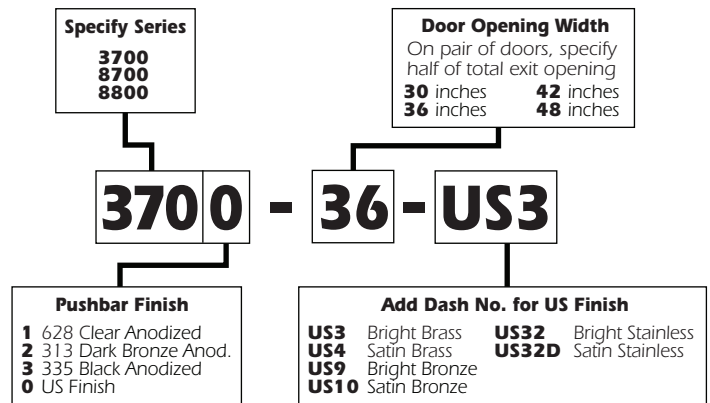 Specify Series
3700
8700
8800
Door Opening Width
On pair of doors, specify
half of total exit opening
30 inches 42 inches
36 inches 48 inches
3700 - 36 - US3
Pushbar Finish
1 628 Clear Anodized
2 313 Dark Bronze Anod.
3 335 Black Anodized
0 US Finish
Add Dash No. for US Finish
US3 Bright Brass US32 Bright Stainless
US4 Satin Brass US32D Satin Stainless
US9 Bright Bronze
US10 Satin Bronze